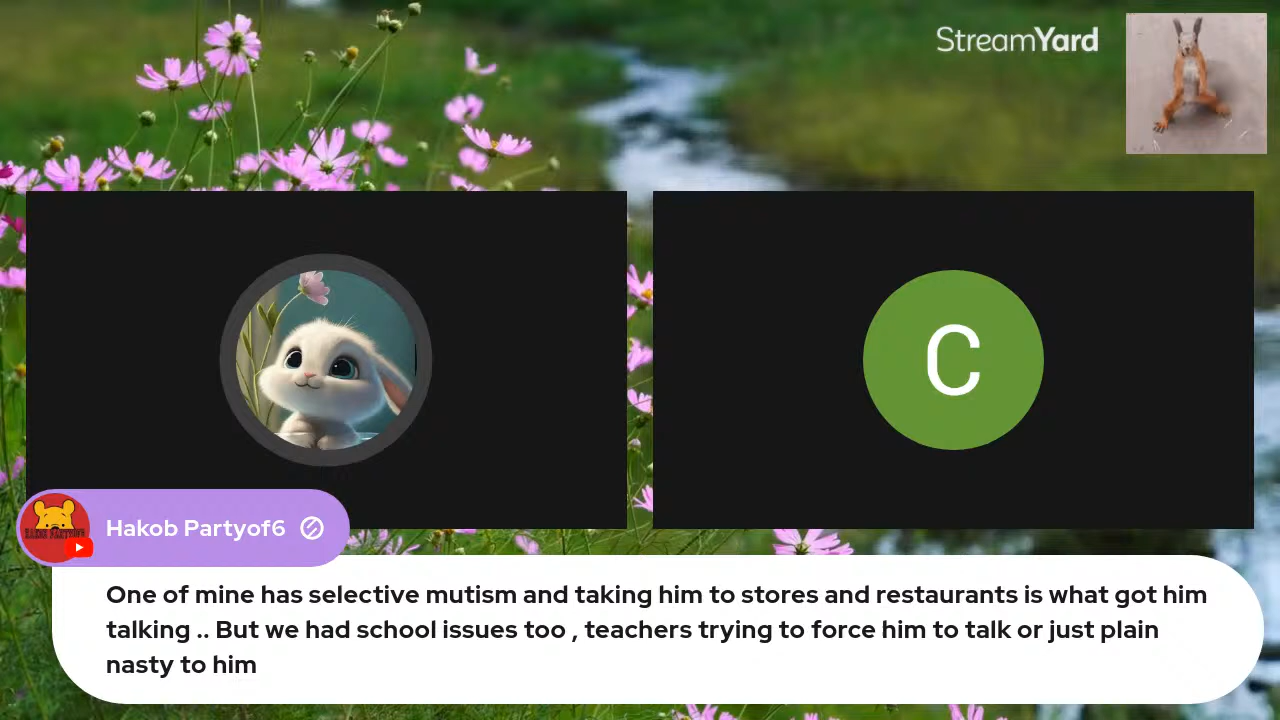 StreamYard
C
Hakob Partyof6
One of mine has selective mutism and taking him to stores and restaurants is what got him
talking .. But we had school issues too , teachers trying to force him to talk or just plain
nasty to him